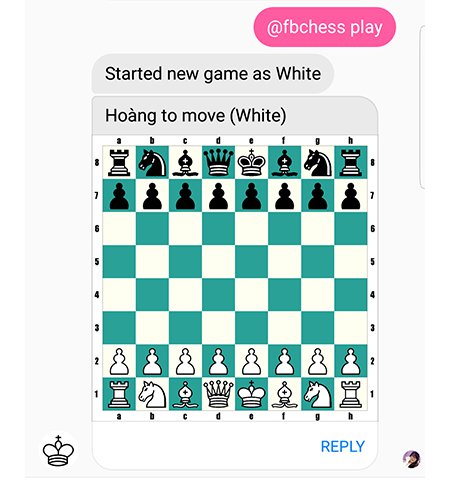 @fbchess play
Started new game as White
Hoàng to move (White)
a b c d e f g h
8 8
7 7
6 6
5 5
4 4
3 3
2 2
1 1
a b c d e f g h
REPLY